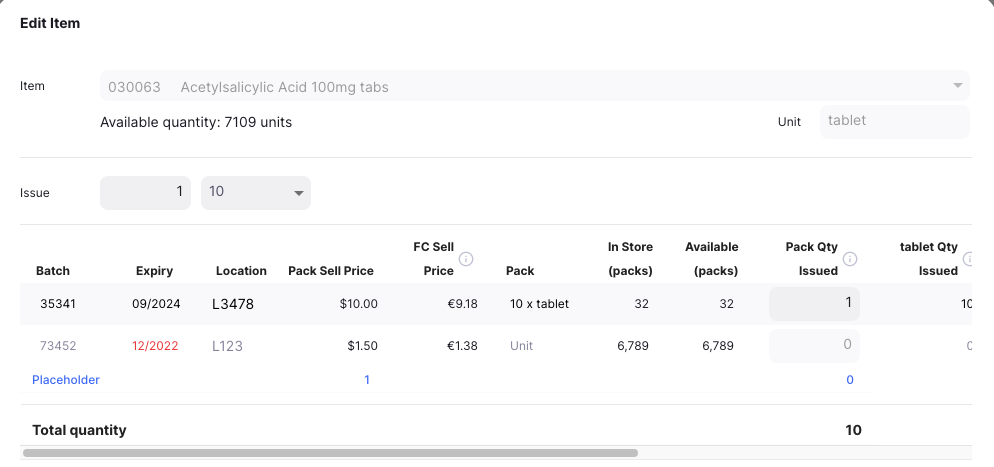 Edit Item
Item 030063 Acetylsalicylic Acid 100mg tabs
Available quantity: 7109 units Unit tablet
Issue 1 10
Batch Expiry Location Pack Sell Price FC Sell Price Pack In Store (packs) Available (packs) Pack Qty Issued tablet Qty Issued
35341 09/2024 L3478 $10.00 €9.18 10 x tablet 32 32 1 10
73452 12/2022 L123 $1.50 €1.38 Unit 6,789 6,789 0 0
Placeholder 1 0
Total quantity 10